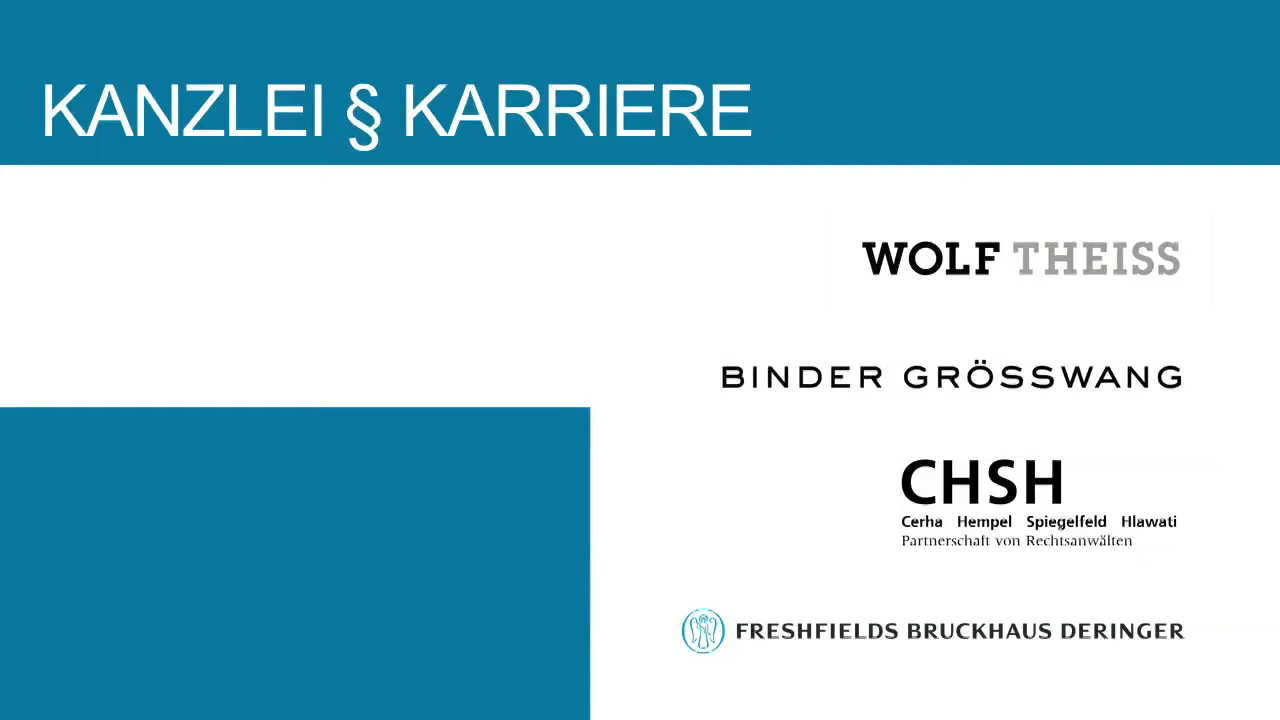 KANZLEI § KARRIERE
WOLF THEISS
BINDER GRÖSSWANG
CHSH
Cerha Hempel Spiegelfeld Hlawati
Partnerschaft von Rechtsanwälten
FRESHFIELDS BRUCKHAUS DERINGER